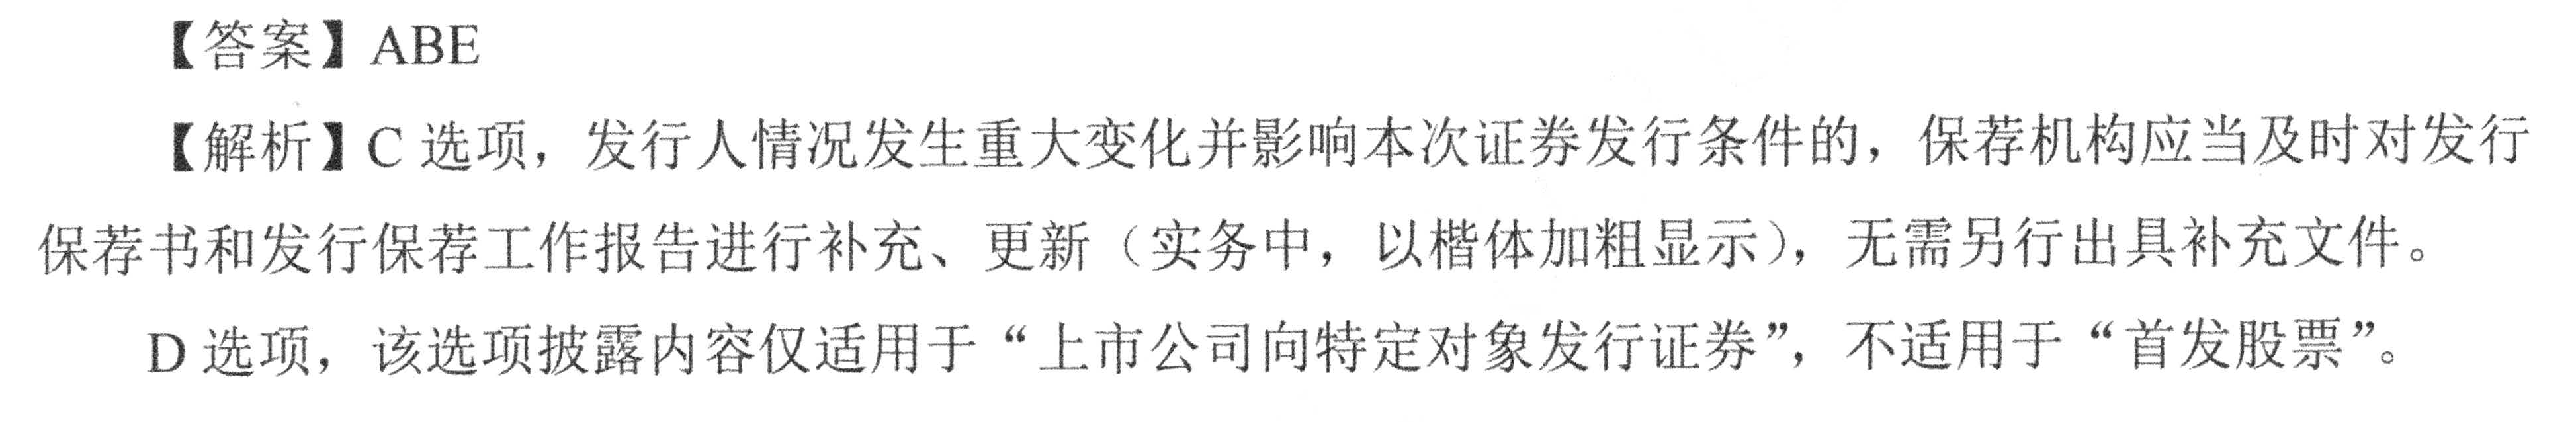 【答案】ABE
【解析】C 选项，发行人情况发生重大变化并影响本次证券发行条件的，保荐机构应当及时对发行
保荐书和发行保荐工作报告进行补充、更新（实务中，以楷体加粗显示），无需另行出具补充文件。
D 选项，该选项披露内容仅适用于“上市公司向特定对象发行证券”，不适用于“首发股票”。